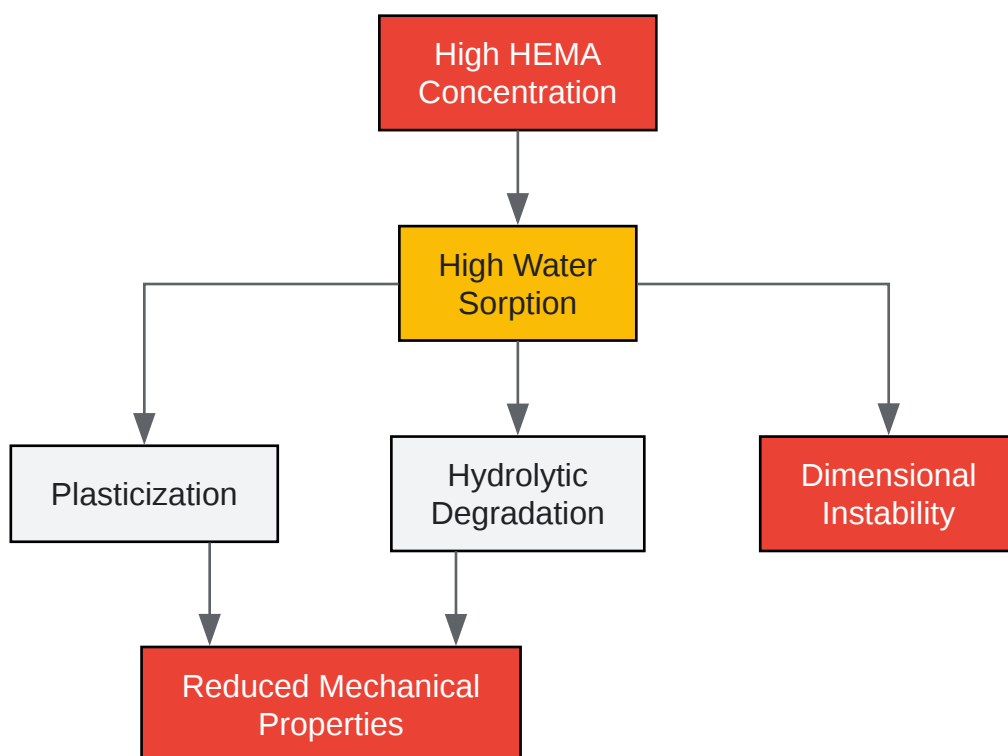 High HEMA
Concentration
High Water
Sorption
Plasticization
Hydrolytic
Degradation
Dimensional
Instability
Reduced Mechanical
Properties